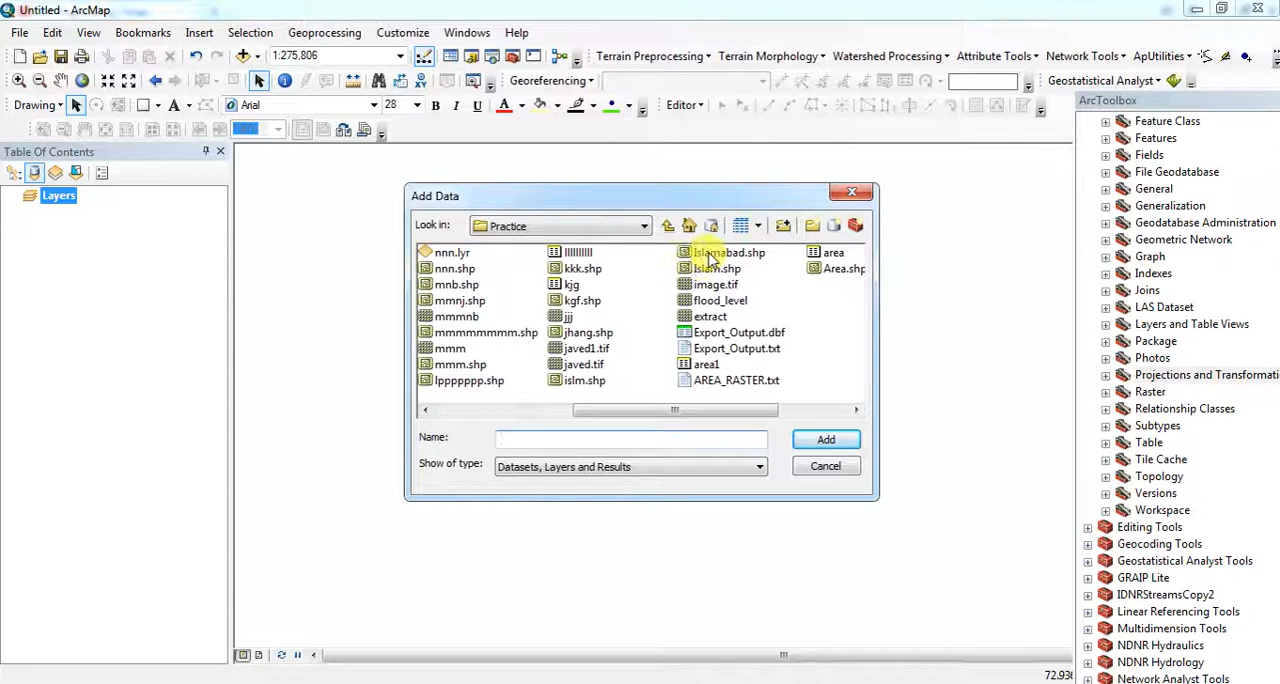 Untitled - ArcMap
File Edit View Bookmarks Insert Selection Geoprocessing Customize Windows Help
1:275,806 Terrain Preprocessing Terrain Morphology Watershed Processing Attribute Tools Network Tools ApUtilities
Georeferencing Geostatistical Analyst
Drawing Arial 28 B I U A Editor
ArcToolbox
Table Of Contents
Layers
Add Data
Look in: Practice
nnn.lyr
nnn.shp
mnb.shp
mmnj.shp
mmmnb
mmmmmmmm.shp
mmm
mmm.shp
lppppppp.shp
llllllllll
kkk.shp
kjg
kgf.shp
jjj
jhang.shp
javed1.tif
javed.tif
islm.shp
Islamabad.shp
Islam.shp
image.tif
flood_level
extract
Export_Output.dbf
Export_Output.txt
area1
AREA_RASTER.txt
area
Area.shp
Name:
Add
Show of type: Datasets, Layers and Results
Cancel
Feature Class
Features
Fields
File Geodatabase
General
Generalization
Geodatabase Administration
Geometric Network
Graph
Indexes
Joins
LAS Dataset
Layers and Table Views
Package
Photos
Projections and Transformati
Raster
Relationship Classes
Subtypes
Table
Tile Cache
Topology
Versions
Workspace
Editing Tools
Geocoding Tools
Geostatistical Analyst Tools
GRAIP Lite
IDNRStreamsCopy2
Linear Referencing Tools
Multidimension Tools
NDNR Hydraulics
NDNR Hydrology
Network Analyst Tools
72.936